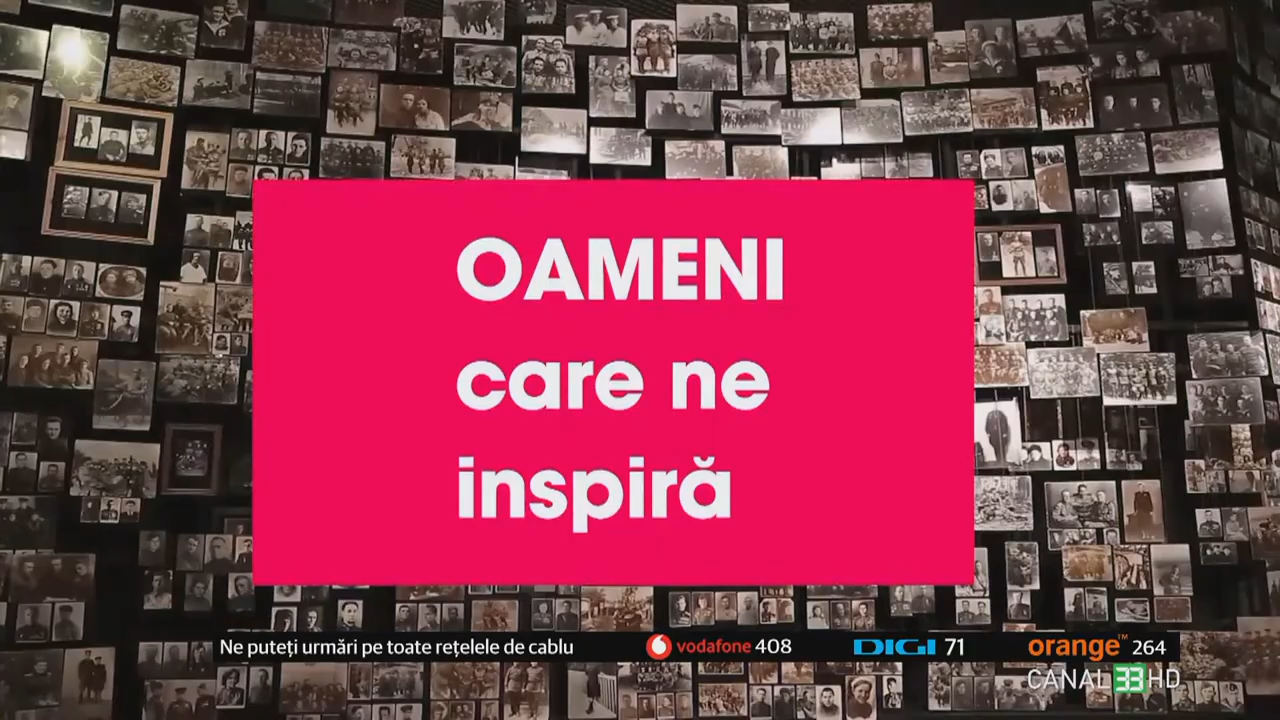 OAMENI
care ne
inspiră
Ne puteți urmări pe toate rețelele de cablu vodafone 408 DIGI 71 orange™ 264
CANAL 33 HD